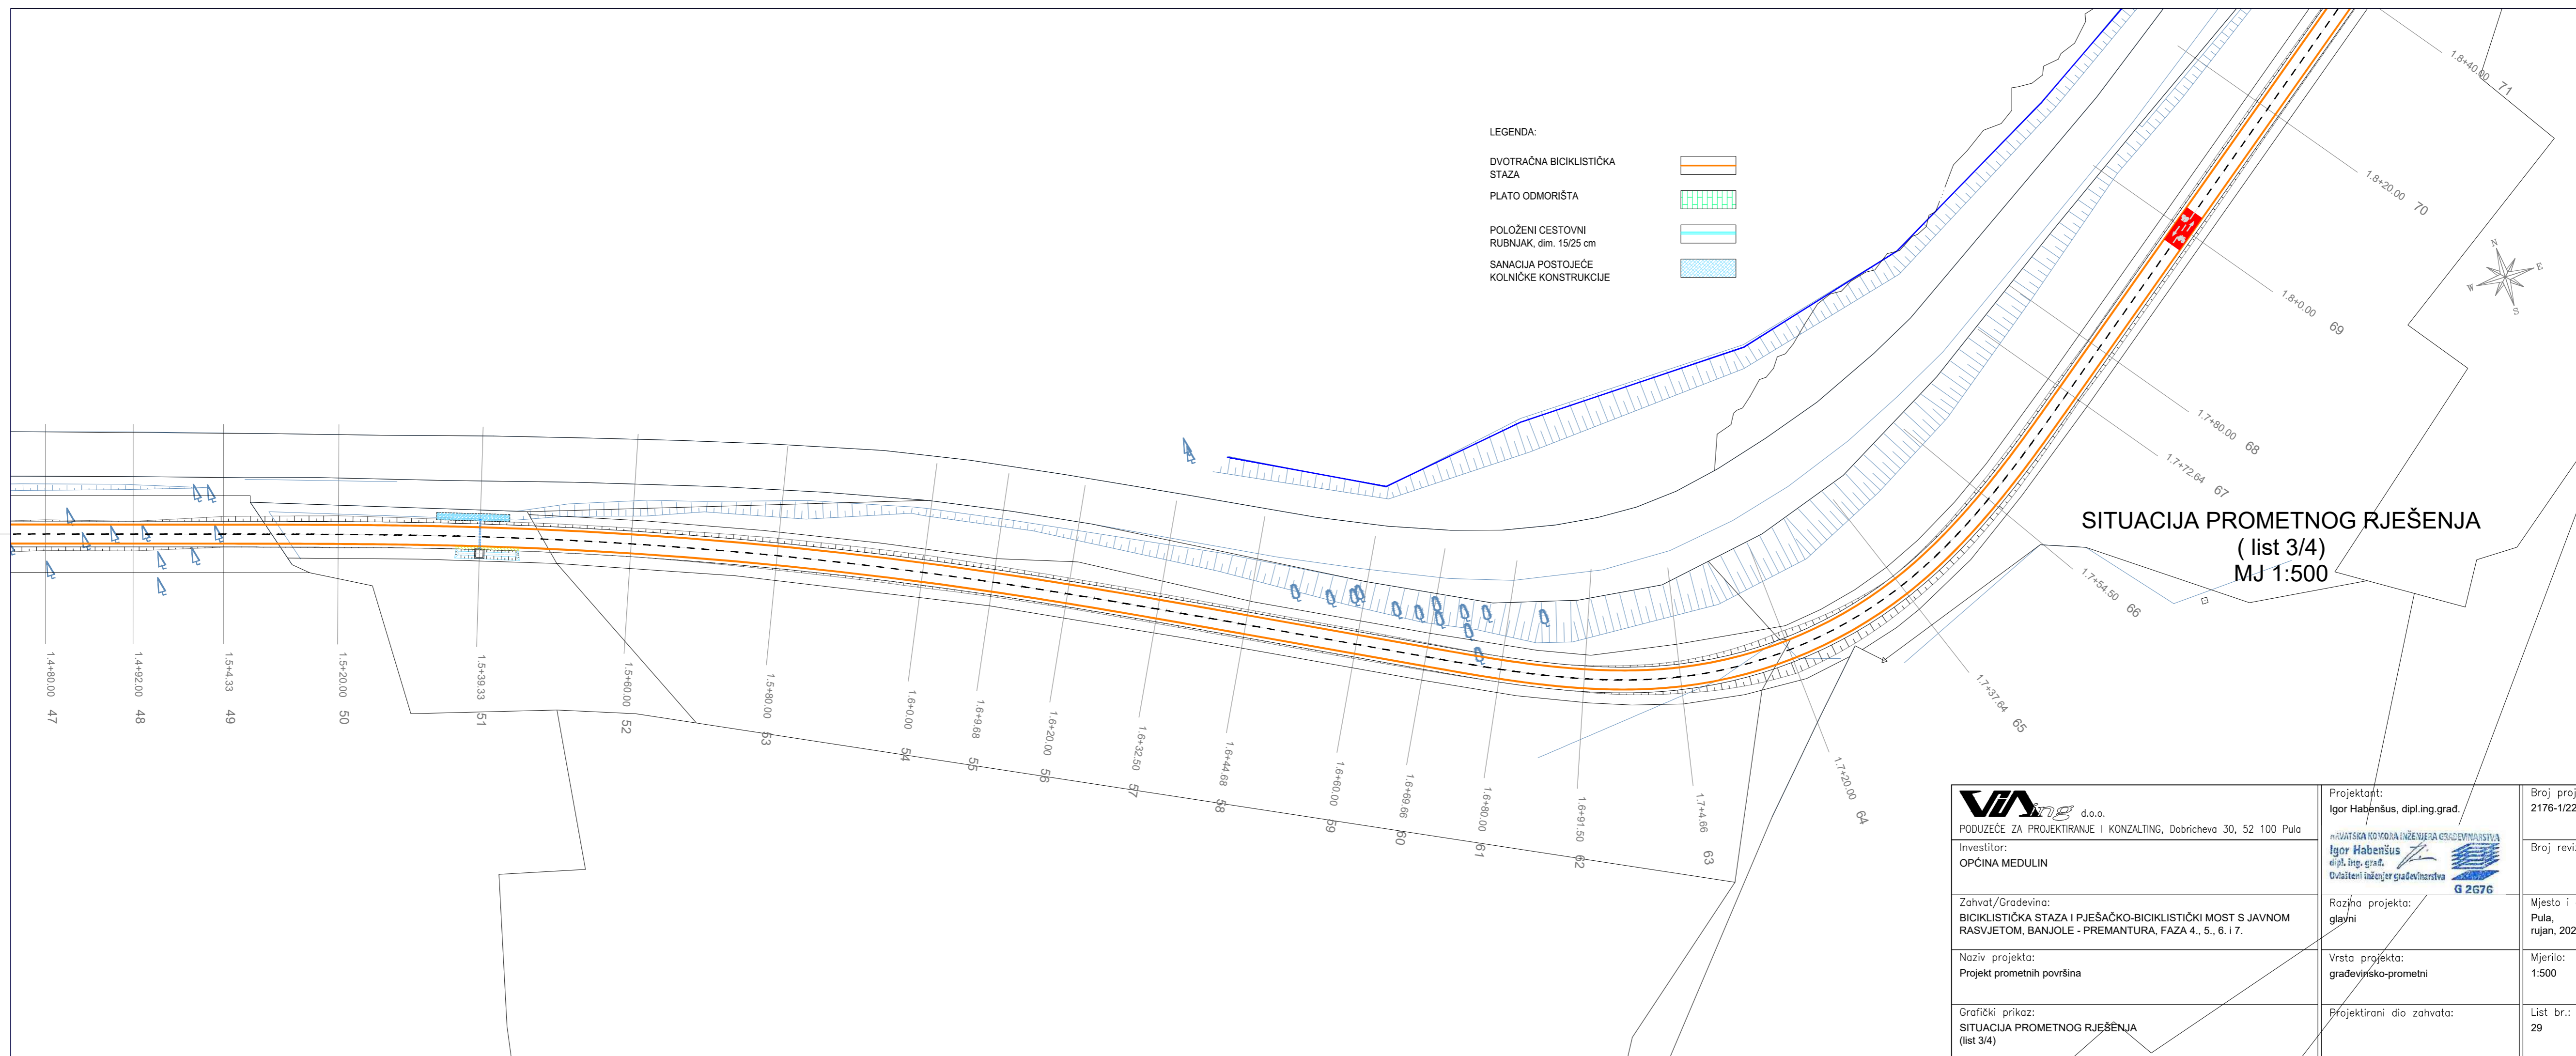 LEGENDA:
DVOTRAČNA BICIKLISTIČKA
STAZA
PLATO ODMORIŠTA
POLOŽENI CESTOVNI
RUBNJAK, dim. 15/25 cm
SANACIJA POSTOJEĆE
KOLNIČKE KONSTRUKCIJE
1.8+40.00 71
1.8+20.00 70
N
E
S
W
1.8+0.00 69
1.7+80.00 68
1.7+72.64 67
SITUACIJA PROMETNOG RJEŠENJA
( list 3/4)
MJ 1:500
1.7+54.50 66
1.7+37.64 65
1.7+20.00 64
1.4+80.00 47
1.4+92.00 48
1.5+4.33 49
1.5+20.00 50
1.5+39.33 51
1.5+60.00 52
1.5+80.00 53
1.6+0.00 54
1.6+9.68 55
1.6+20.00 56
1.6+32.50 57
1.6+44.68 58
1.6+60.00 59
1.6+69.66 60
1.6+80.00 61
1.6+91.50 62
1.7+4.66 63
VIAing d.o.o.
PODUZEĆE ZA PROJEKTIRANJE I KONZALTING, Dobricheva 30, 52 100 Pula
Investitor:
OPĆINA MEDULIN
Zahvat/Građevina:
BICIKLISTIČKA STAZA I PJEŠAČKO-BICIKLISTIČKI MOST S JAVNOM
RASVJETOM, BANJOLE - PREMANTURA, FAZA 4., 5., 6. i 7.
Naziv projekta:
Projekt prometnih površina
Grafički prikaz:
SITUACIJA PROMETNOG RJEŠENJA
(list 3/4)
Projektant:
Igor Habenšus, dipl.ing.građ.
HRVATSKA KOMORA INŽENJERA GRAĐEVINARSTVA
Igor Habenšus
dipl. ing. građ.
Ovlašteni inženjer građevinarstva
G 2676
Razina projekta:
glavni
Vrsta projekta:
građevinsko-prometni
Projektirani dio zahvata:
Broj proj
2176-1/22
Broj revi
Mjesto i
Pula,
rujan, 202
Mjerilo:
1:500
List br.:
29